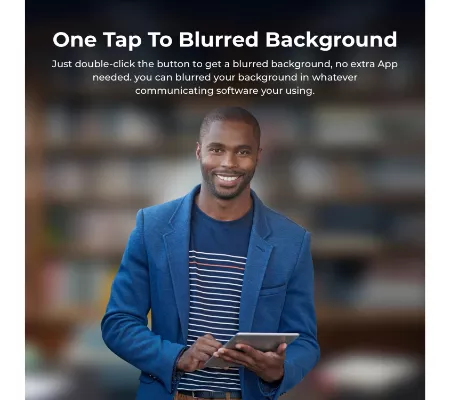 One Tap To Blurred Background
Just double-click the button to get a blurred background, no extra App
needed. you can blurred your background in whatever
communicating software your using.